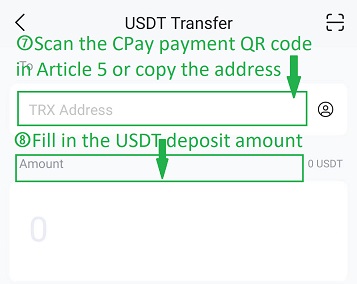 USDT Transfer
⑦Scan the CPay payment QR code
To
in Article 5 or copy the address
TRX Address
⑧Fill in the USDT deposit amount
Amount
0 USDT
0